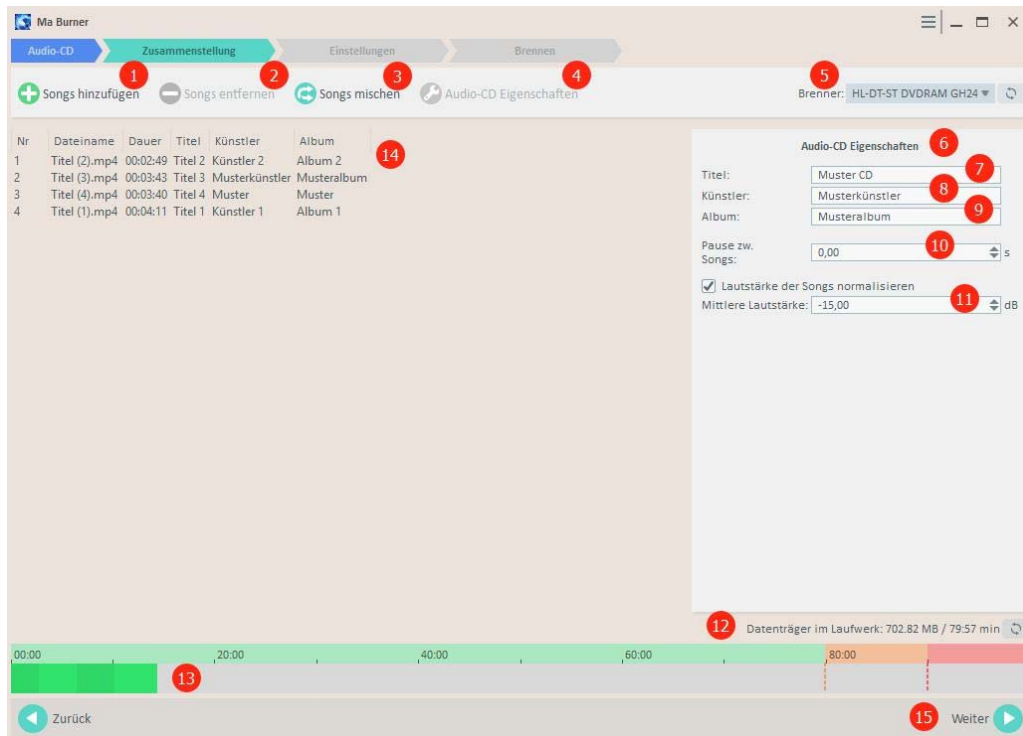 Ma Burner
Audio-CD Zusammenstellung Einstellungen Brennen
1 2 3 4 5
Songs hinzufügen Songs entfernen Songs mischen Audio-CD Eigenschaften Brenner: HL-DT-ST DVDRAM GH24
Nr Dateiname Dauer Titel Künstler Album
14
1 Titel (2).mp4 00:02:49 Titel 2 Künstler 2 Album 2
2 Titel (3).mp4 00:03:43 Titel 3 Musterkünstler Musteralbum
3 Titel (4).mp4 00:03:40 Titel 4 Muster Muster
4 Titel (1).mp4 00:04:11 Titel 1 Künstler 1 Album 1
Audio-CD Eigenschaften 6
Titel: Muster CD 7
Künstler: Musterkünstler 8
Album: Musteralbum 9
Pause zw.
Songs: 0,00 10 s
Lautstärke der Songs normalisieren
Mittlere Lautstärke: -15,00 11 dB
12 Datenträger im Laufwerk: 702.82 MB / 79:57 min
00:00 20:00 40:00 60:00 80:00
13
Zurück 15 Weiter